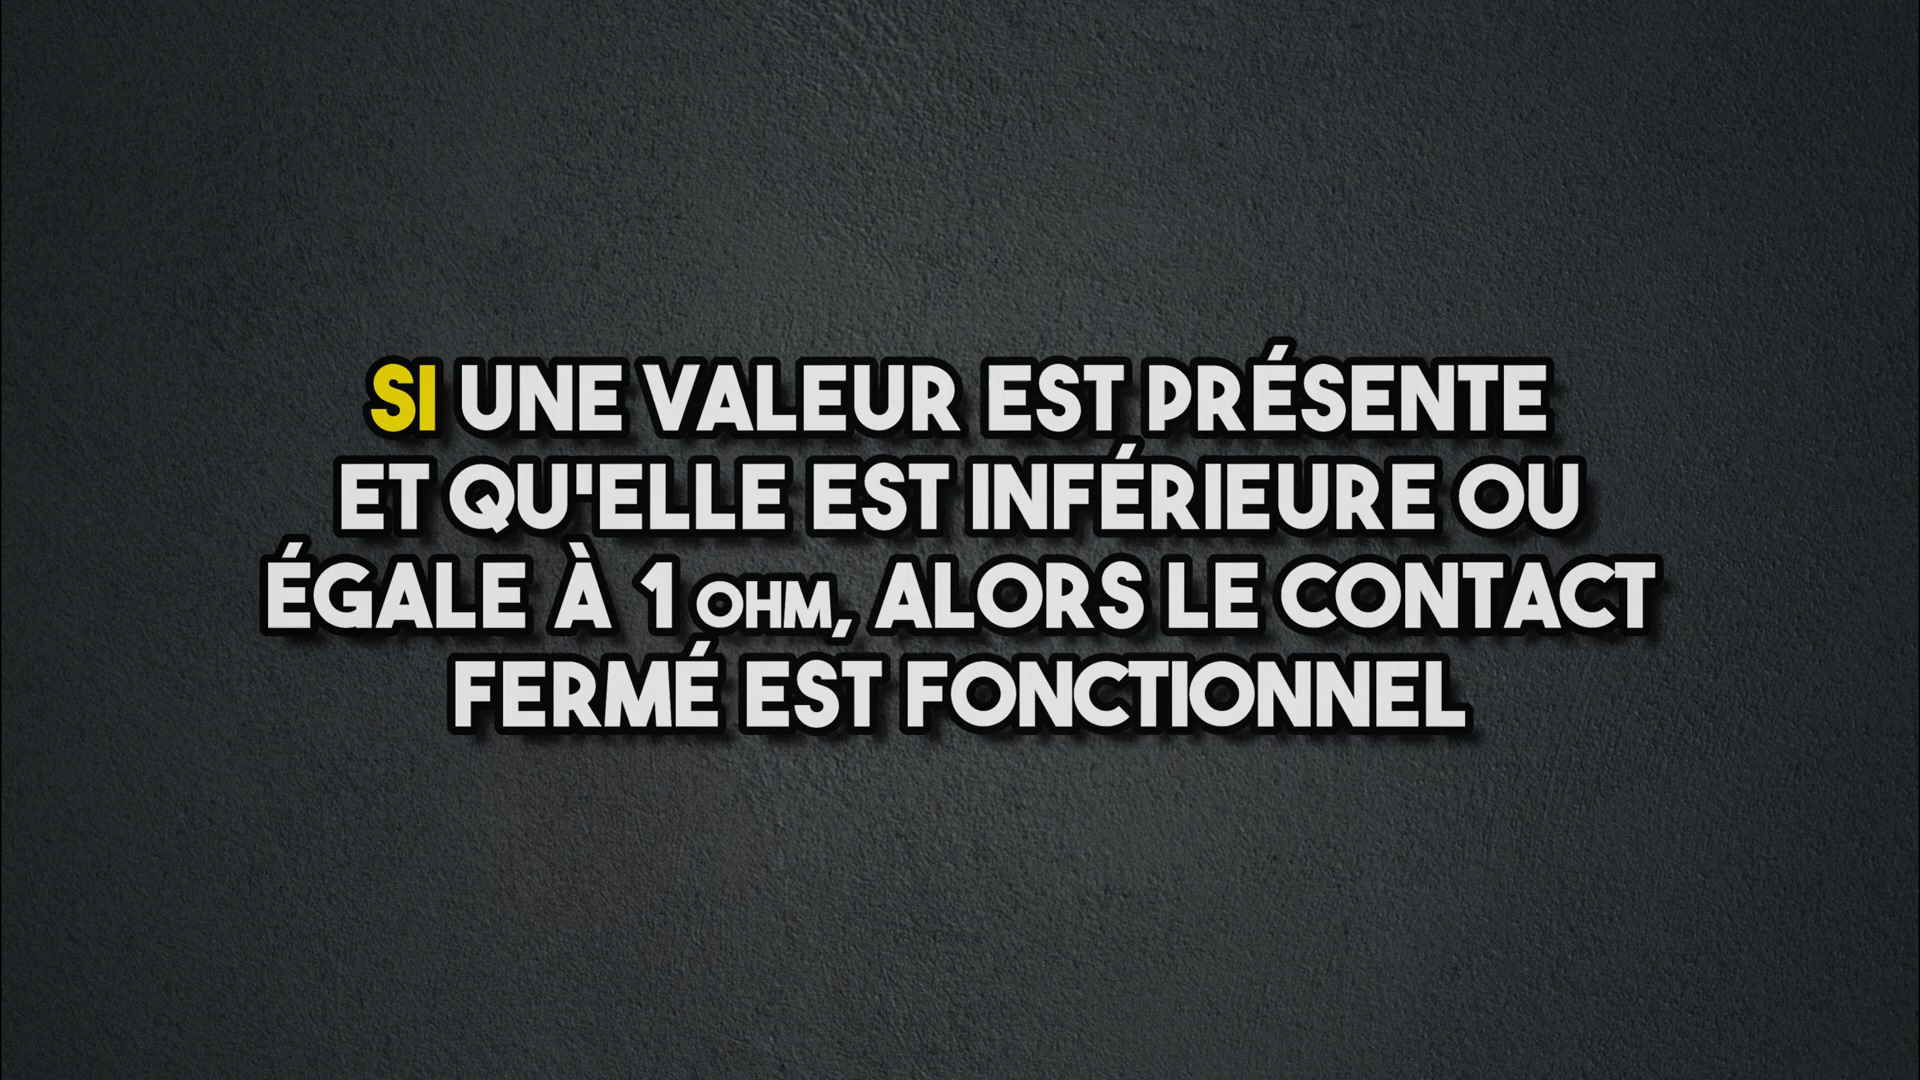 SI UNE VALEUR EST PRÉSENTE
ET QU'ELLE EST INFÉRIEURE OU
ÉGALE À 1 OHM, ALORS LE CONTACT
FERMÉ EST FONCTIONNEL